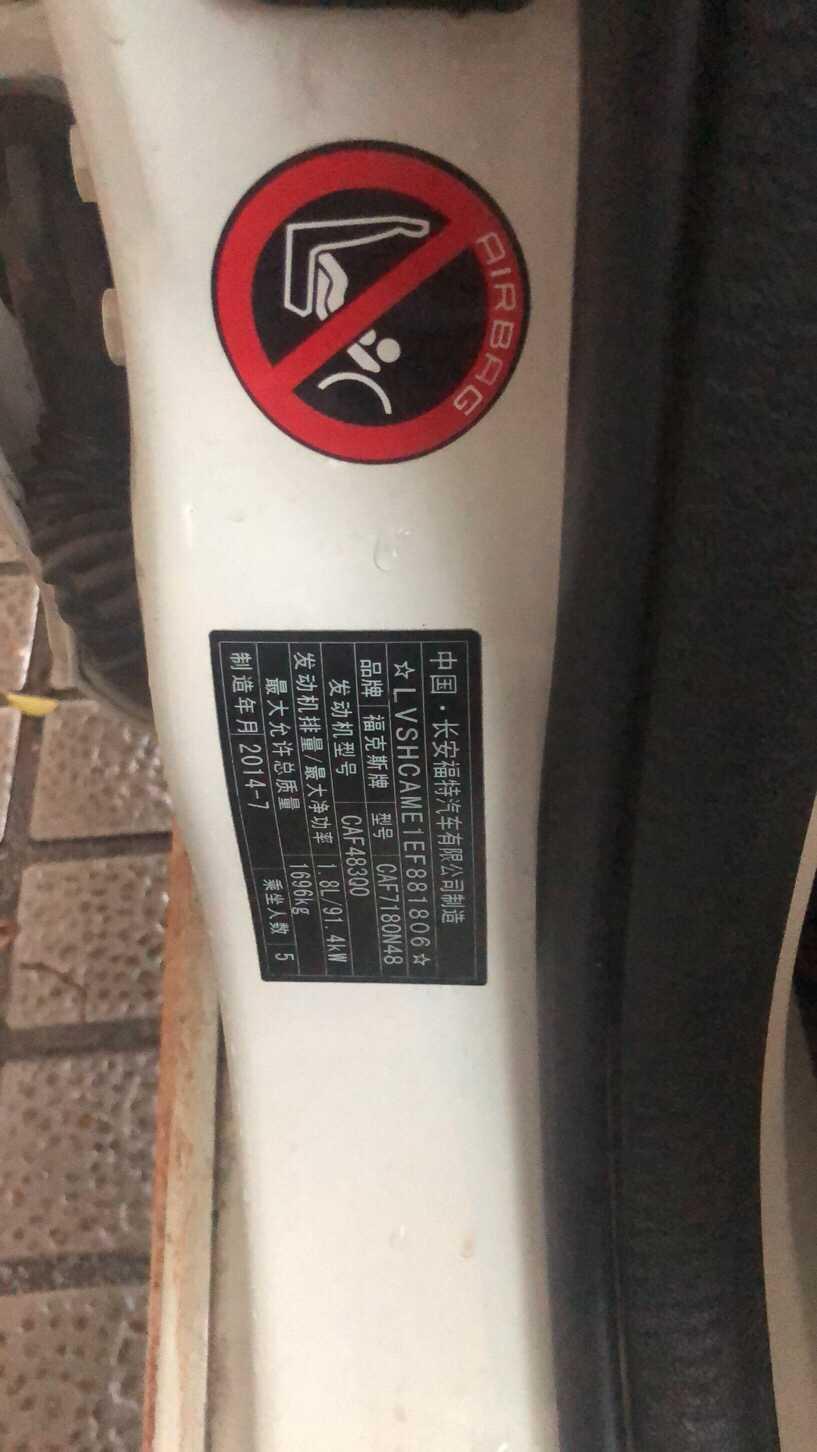 AIRBAG
中国·长安福特汽车有限公司制造
☆LVSHCAME1EF881806☆
品牌 福克斯牌 型号 CAF7180N48
发动机型号 CAF483Q0
发动机排量/最大净功率 1.8L/91.4kW
最大允许总质量 1696kg
制造年月 2014-7 乘坐人数 5